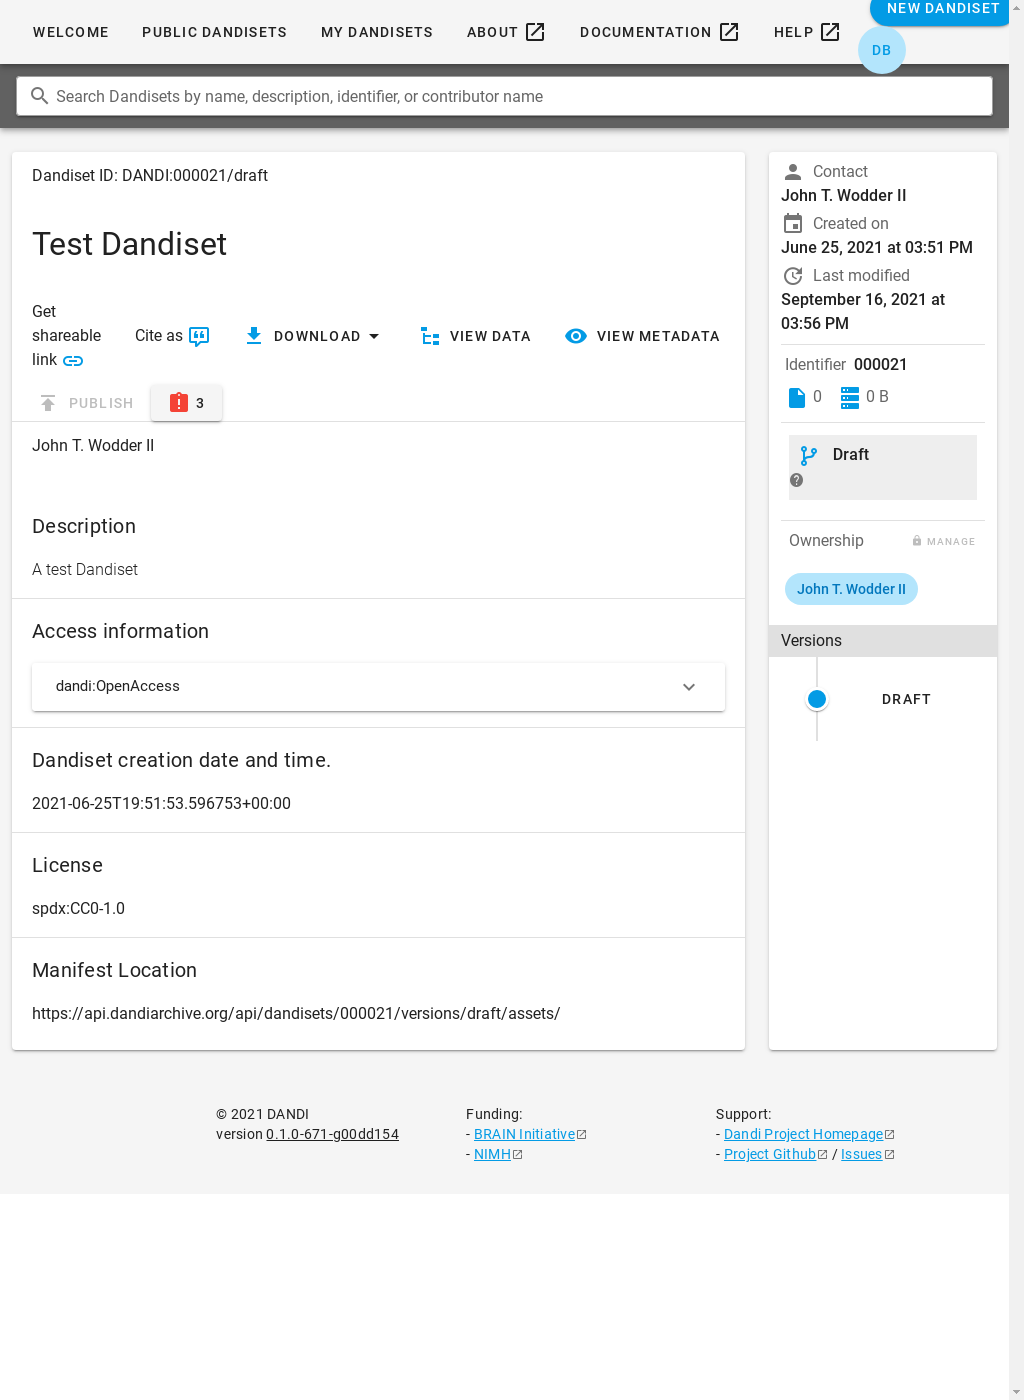 WELCOME PUBLIC DANDISETS MY DANDISETS ABOUT DOCUMENTATION HELP NEW DANDISET
DB
Search Dandisets by name, description, identifier, or contributor name
Dandiset ID: DANDI:000021/draft
Test Dandiset
Get
shareable
link
Cite as
DOWNLOAD
VIEW DATA
VIEW METADATA
PUBLISH
3
John T. Wodder II
Description
A test Dandiset
Access information
dandi:OpenAccess
Dandiset creation date and time.
2021-06-25T19:51:53.596753+00:00
License
spdx:CC0-1.0
Manifest Location
https://api.dandiarchive.org/api/dandisets/000021/versions/draft/assets/
Contact
John T. Wodder II
Created on
June 25, 2021 at 03:51 PM
Last modified
September 16, 2021 at
03:56 PM
Identifier 000021
0 0 B
Draft
Ownership MANAGE
John T. Wodder II
Versions
DRAFT
© 2021 DANDI
version 0.1.0-671-g00dd154
Funding:
- BRAIN Initiative
- NIMH
Support:
- Dandi Project Homepage
- Project Github / Issues